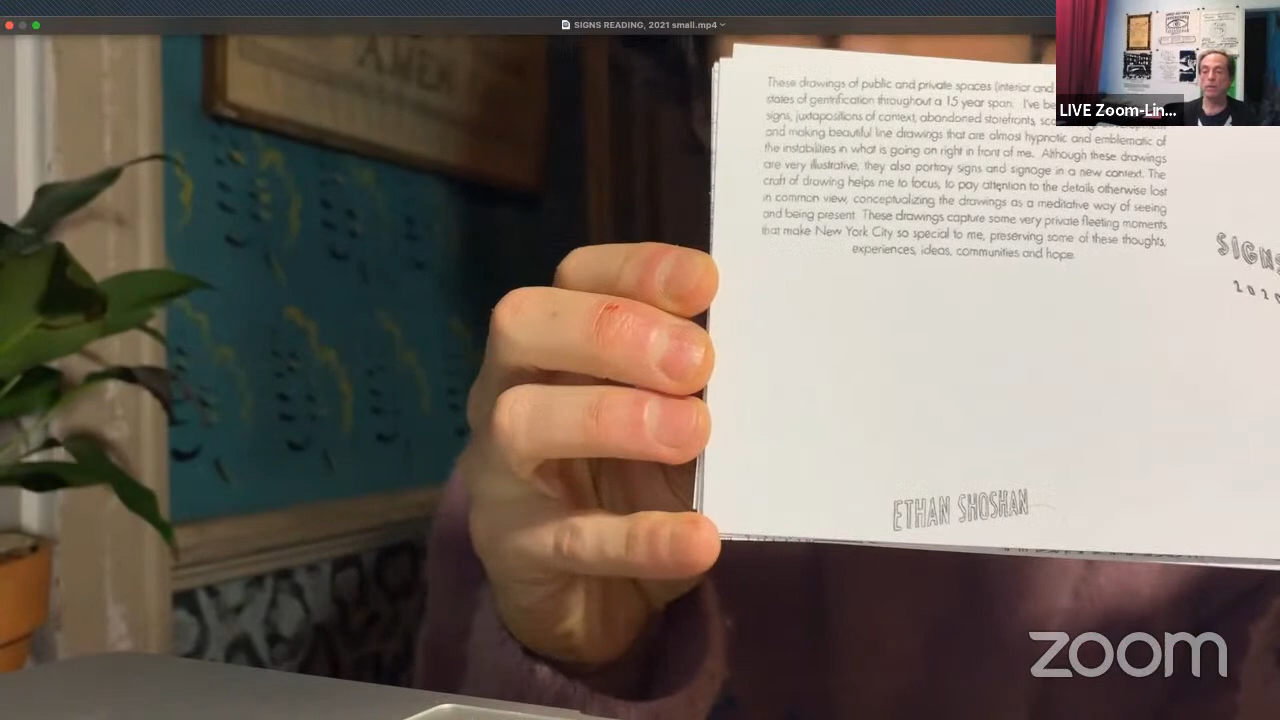 SIGNS READING, 2021 small.mp4
LIVE Zoom-Lin...
These drawings of public and private spaces (interior and
states of gentrification throughout a 15 year span. I've be
signs, juxtapositions of context, abandoned storefronts,
and making beautiful line drawings that are almost hypnotic and emblematic of
the instabilities in what is going on right in front of me. Although these drawings
are very illustrative, they also portray signs and signage in a new context. The
craft of drawing helps me to focus, to pay attention to the details otherwise lost
in common view, conceptualizing the drawings as a meditative way of seeing
and being present. These drawings capture some very private fleeting moments
that make New York City so special to me, preserving some of these thoughts,
experiences, ideas, communities and hope.
SIGNS
202
ETHAN SHOSHAN
zoom